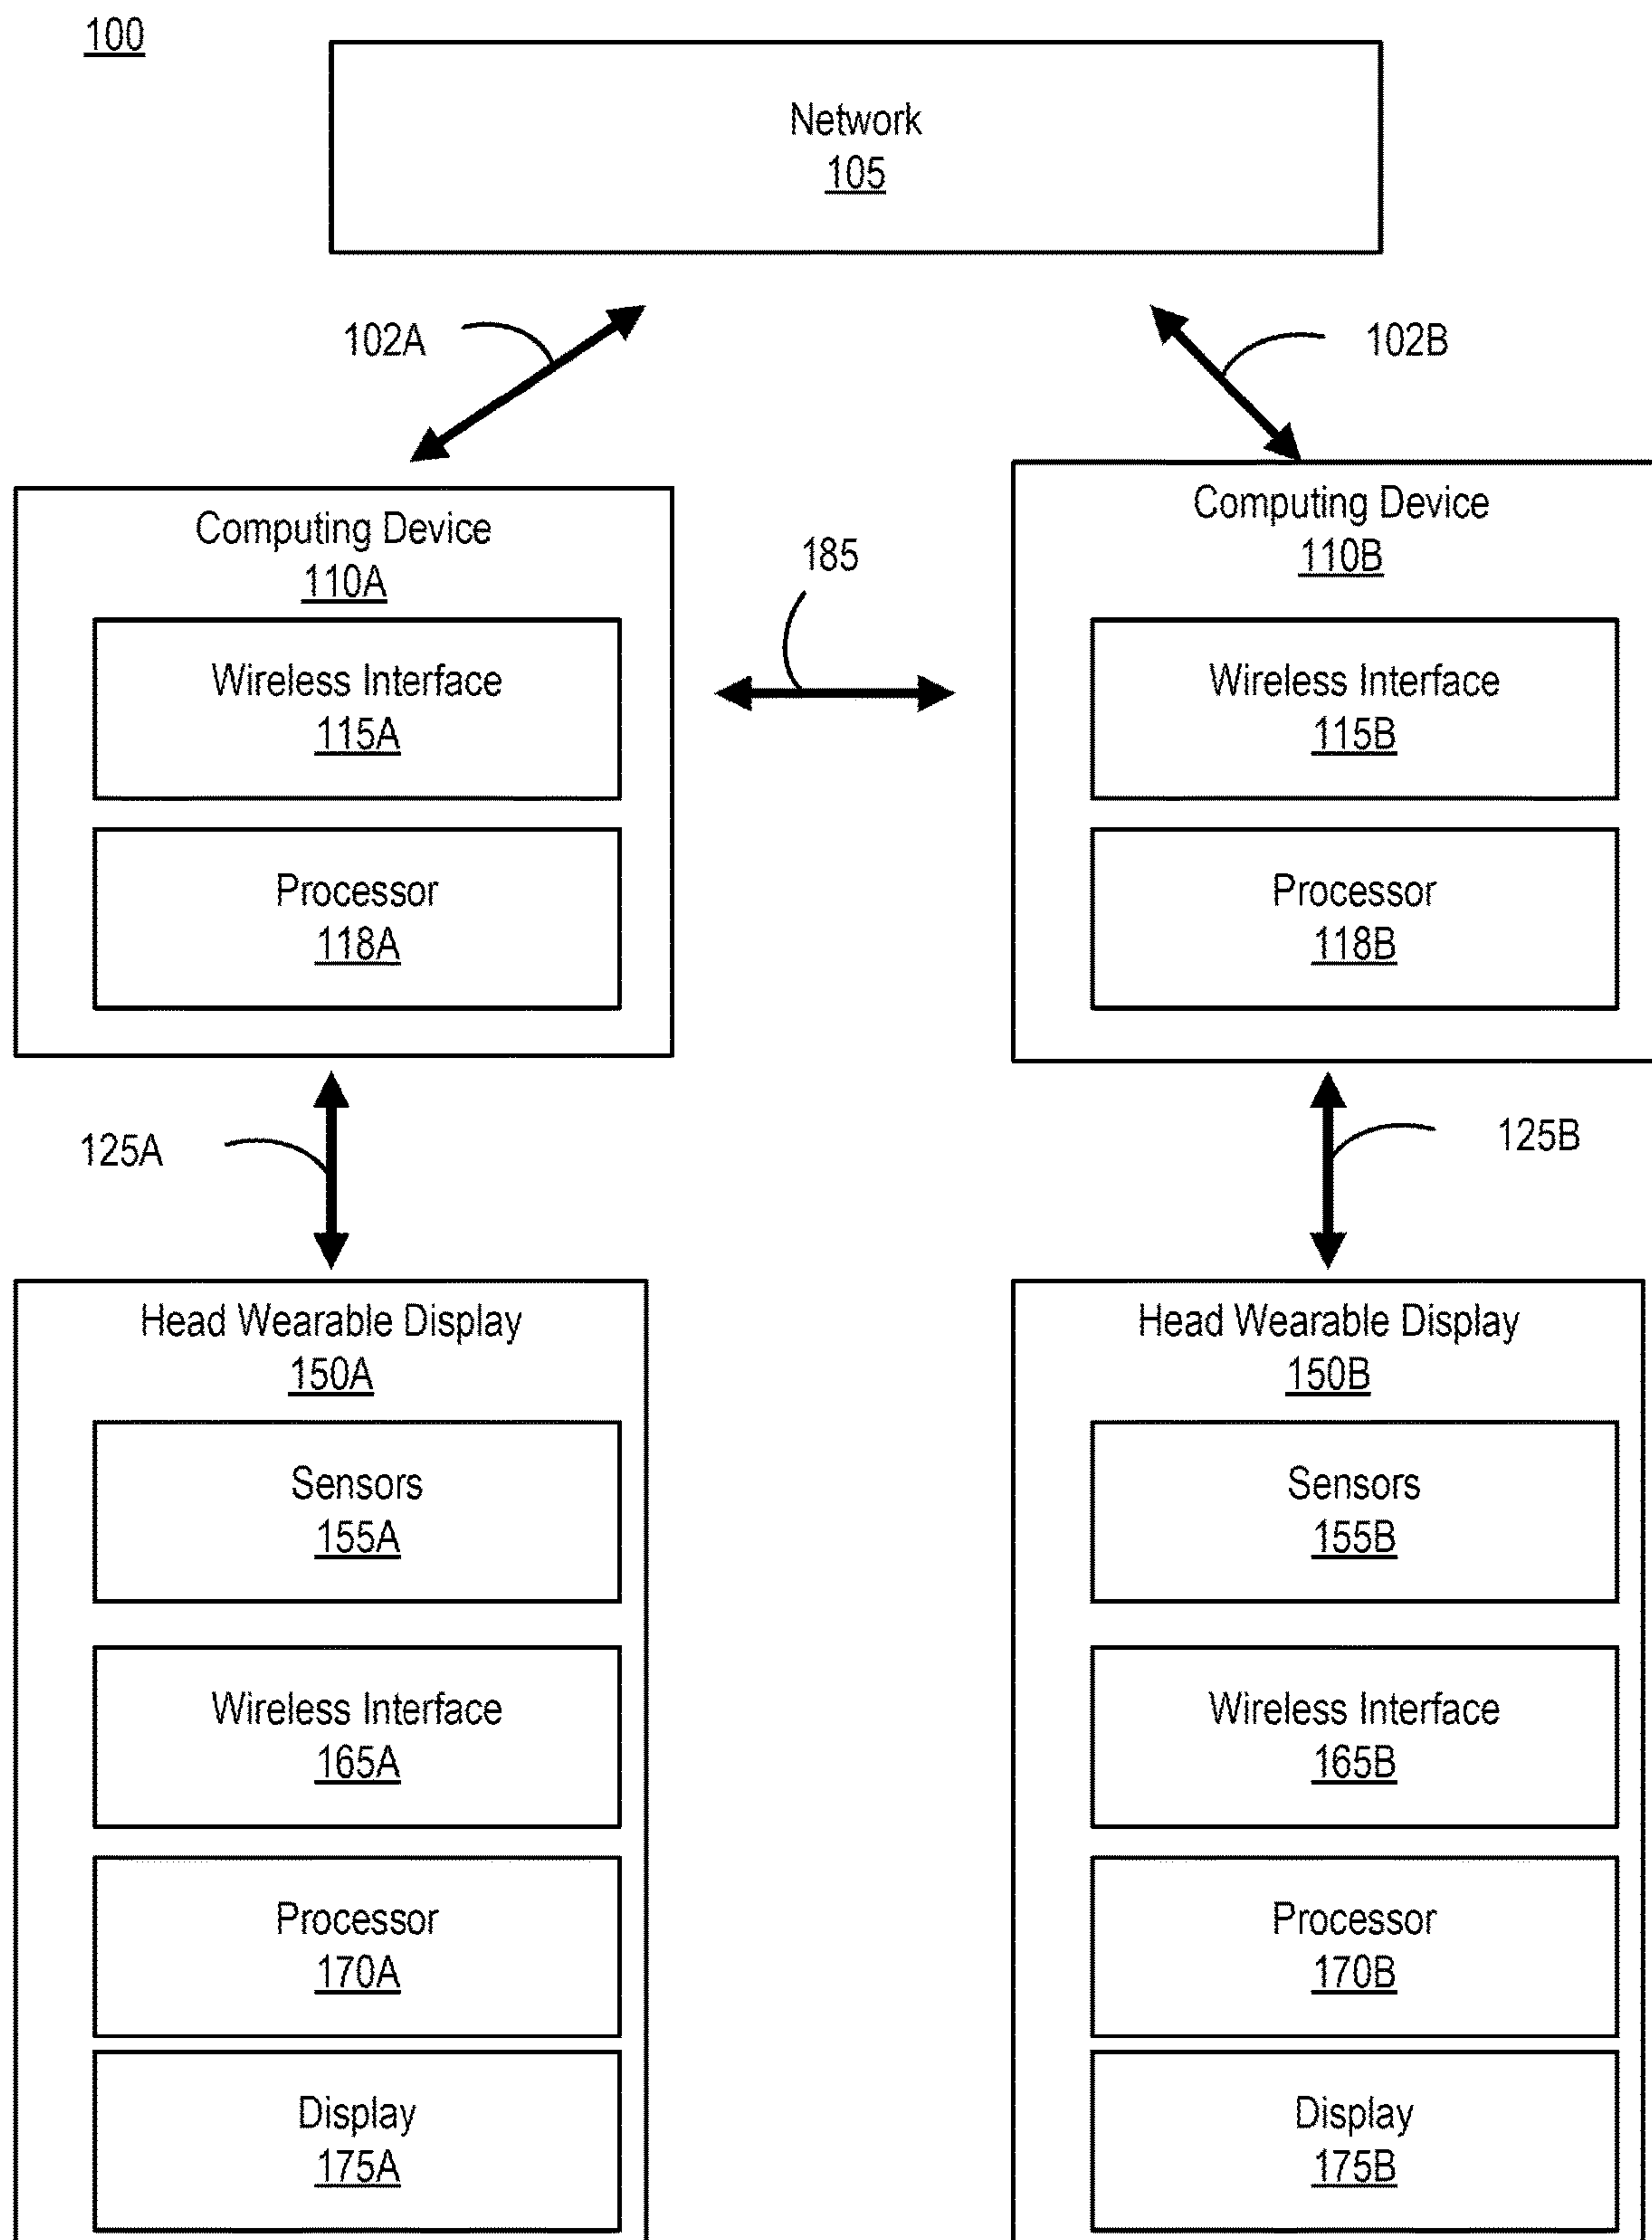 100
Network
105
102A
102B
Computing Device
110A
Wireless Interface
115A
Processor
118A
185
Computing Device
110B
Wireless Interface
115B
Processor
118B
125A
125B
Head Wearable Display
150A
Sensors
155A
Wireless Interface
165A
Processor
170A
Display
175A
Head Wearable Display
150B
Sensors
155B
Wireless Interface
165B
Processor
170B
Display
175B